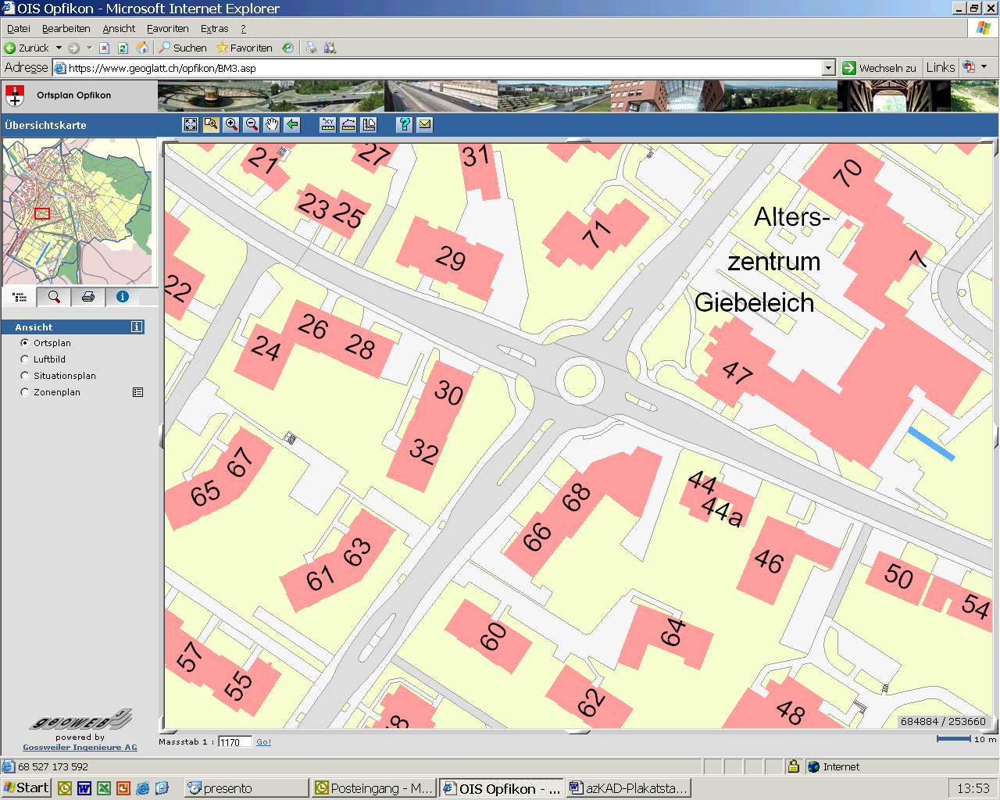 OIS Opfikon - Microsoft Internet Explorer
Datei Bearbeiten Ansicht Favoriten Extras ?
Zurück Suchen Favoriten
Adresse https://www.geoglatt.ch/opfikon/BM3.asp Wechseln zu Links
Ortsplan Opfikon
Übersichtskarte
Ansicht
Ortsplan
Luftbild
Situationsplan
Zonenplan
geoWEB
powered by
Gossweiler Ingenieure AG
21 27 31 70
23 25
71
Alters-
zentrum
Giebeleich
29
7
22
26
28
24
47
30
32
67
65
68
44
44a
66
63
61
46
50
54
60
64
57
55
62
48
8
684884 / 253660
Massstab 1 : 1170 Go!
10 m
68 527 173 592
Internet
Start presento Posteingang - M... OIS Opfikon - ... azKAD-Plakatsta... 13:53